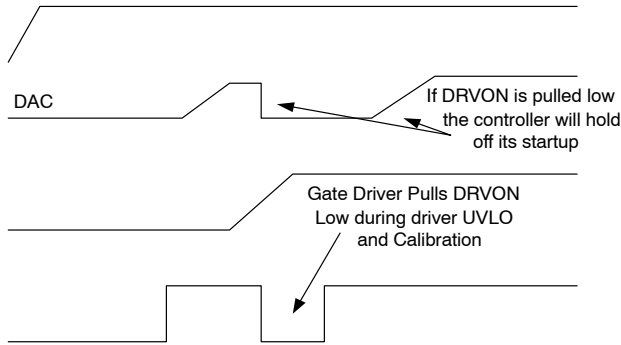 DAC
If DRVON is pulled low
the controller will hold
off its startup
Gate Driver Pulls DRVON
Low during driver UVLO
and Calibration